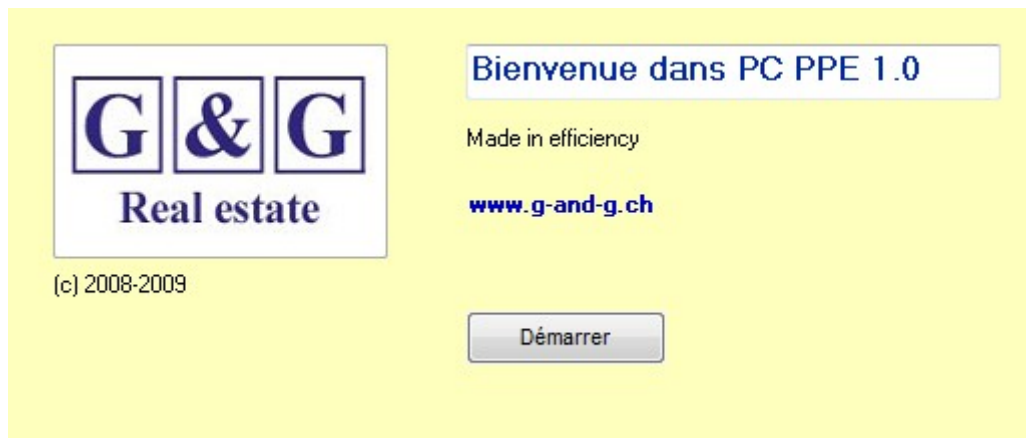 G & G
Real estate
(c) 2008-2009
Bienvenue dans PC PPE 1.0
Made in efficiency
www.g-and-g.ch
Démarrer